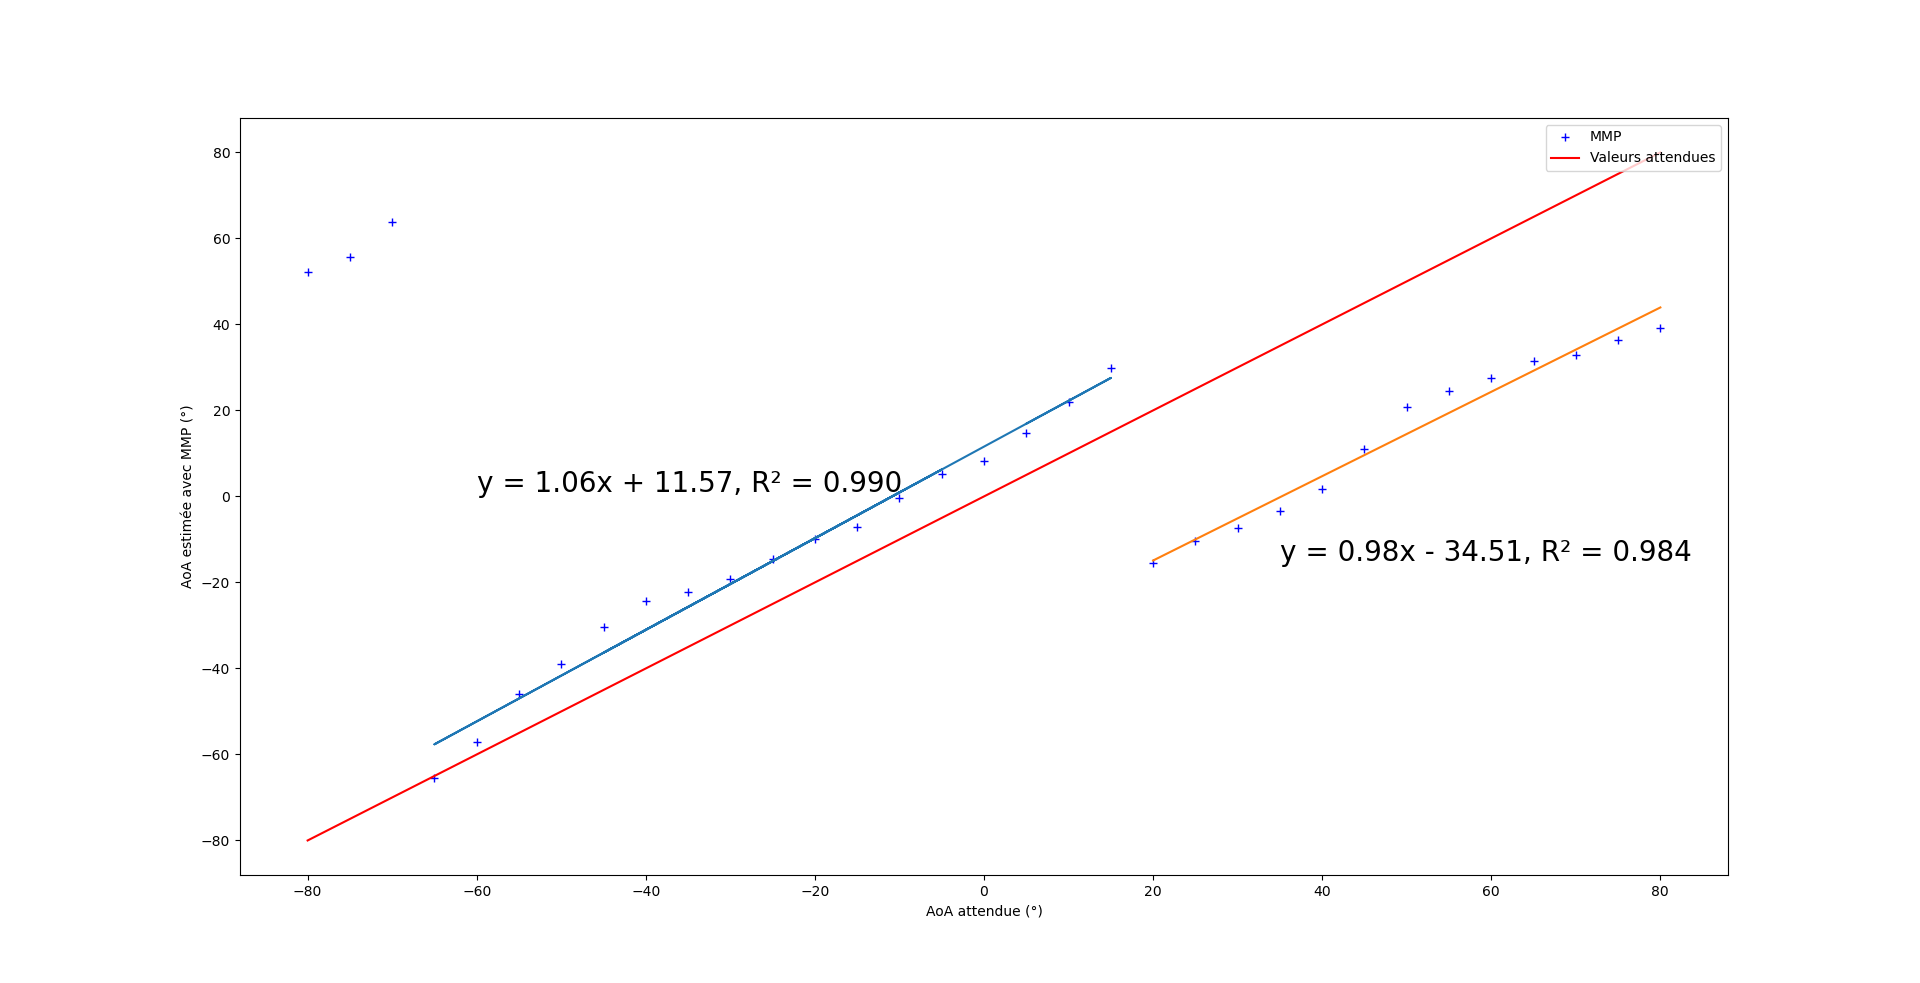 MMP
Valeurs attendues
80
60
40
20
0
−20
−40
−60
−80
AoA estimée avec MMP (°)
y = 1.06x + 11.57, R² = 0.990
y = 0.98x - 34.51, R² = 0.984
−80 −60 −40 −20 0 20 40 60 80
AoA attendue (°)